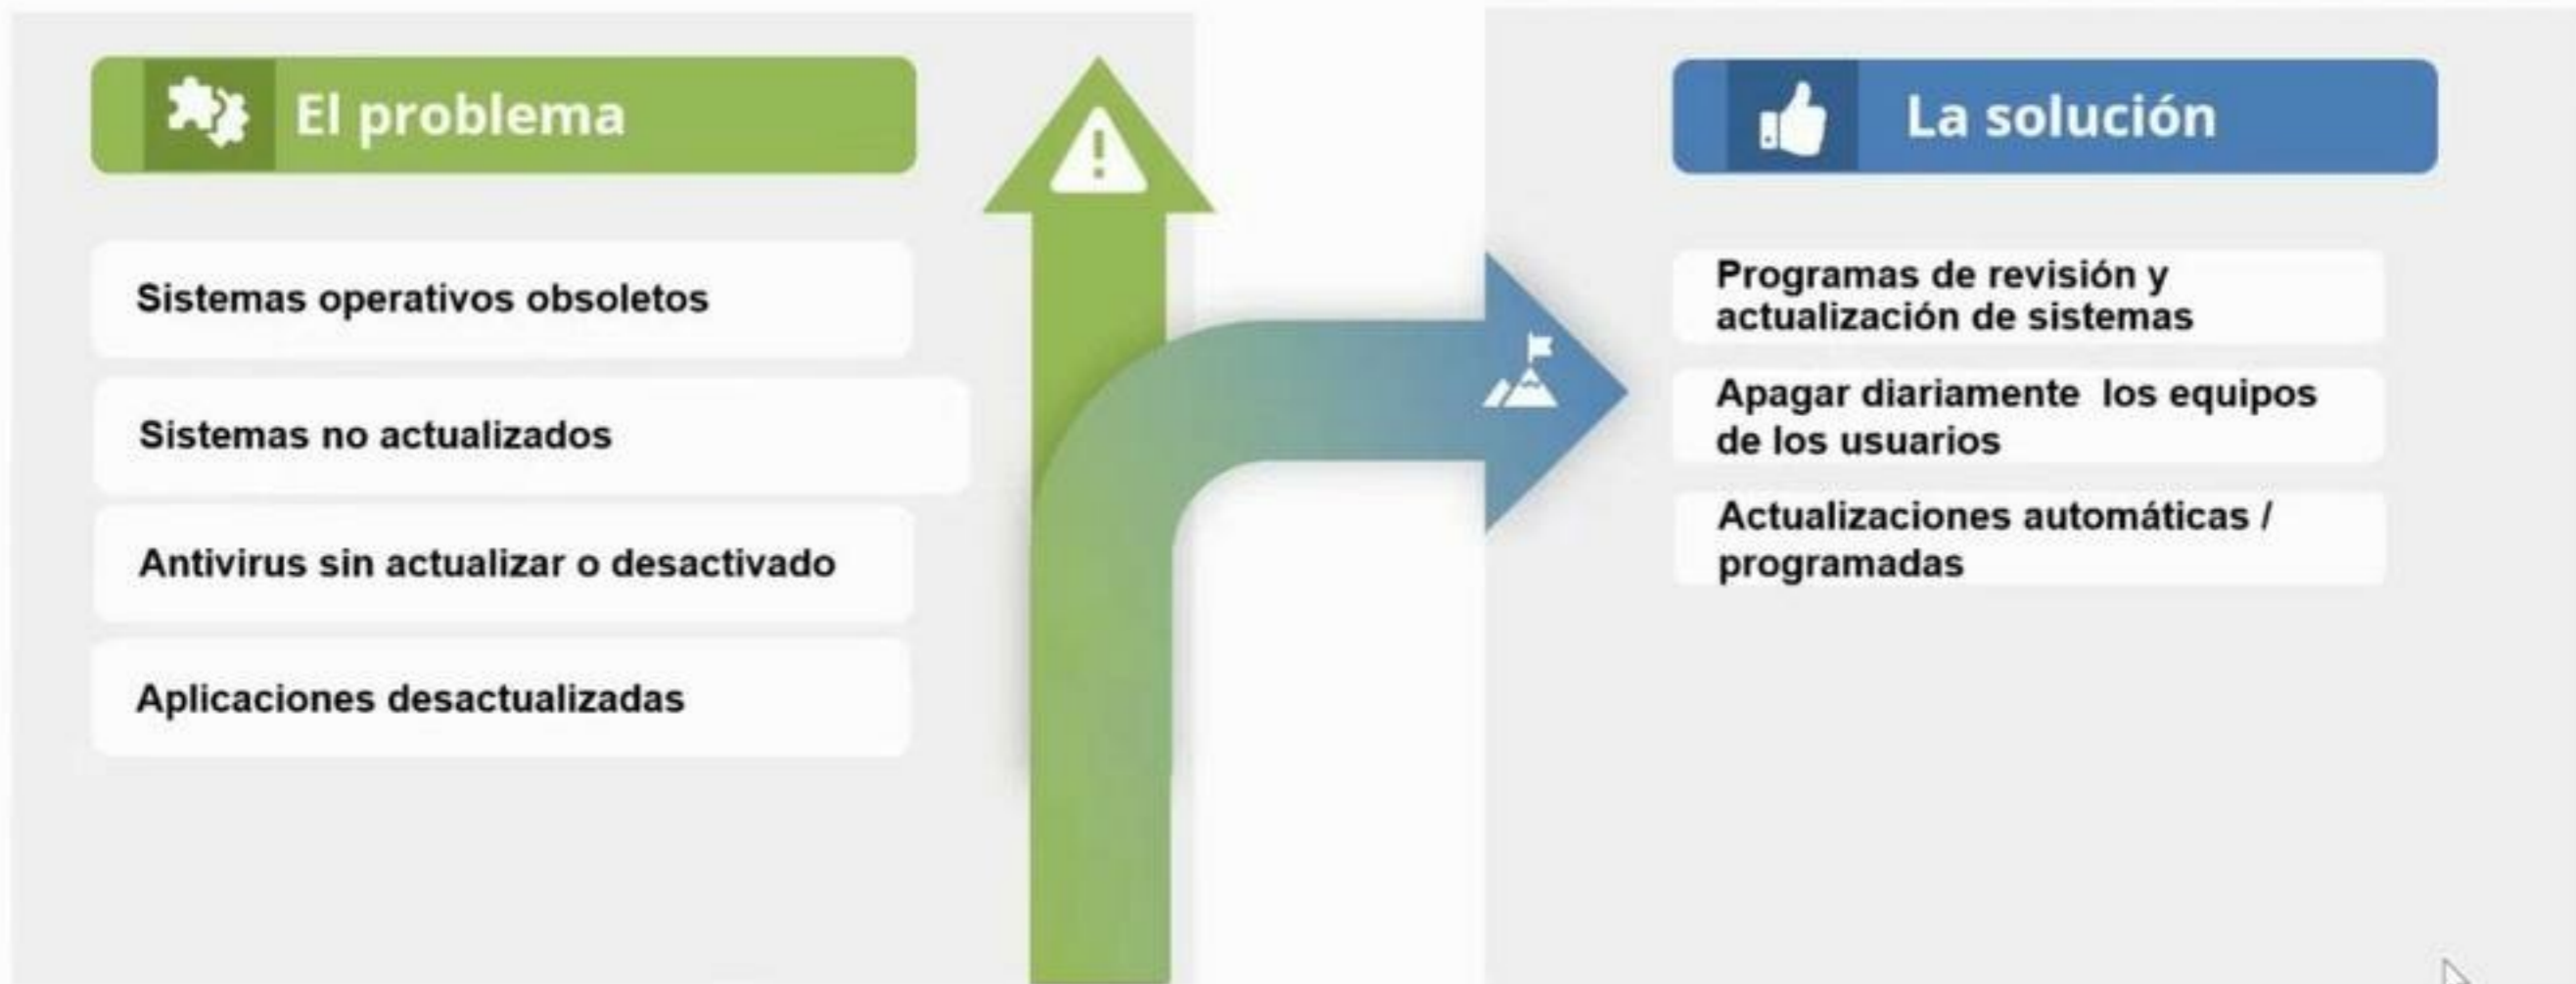 El problema
Sistemas operativos obsoletos
Sistemas no actualizados
Antivirus sin actualizar o desactivado
Aplicaciones desactualizadas
La solución
Programas de revisión y
actualización de sistemas
Apagar diariamente  los equipos
de los usuarios
Actualizaciones automáticas /
programadas